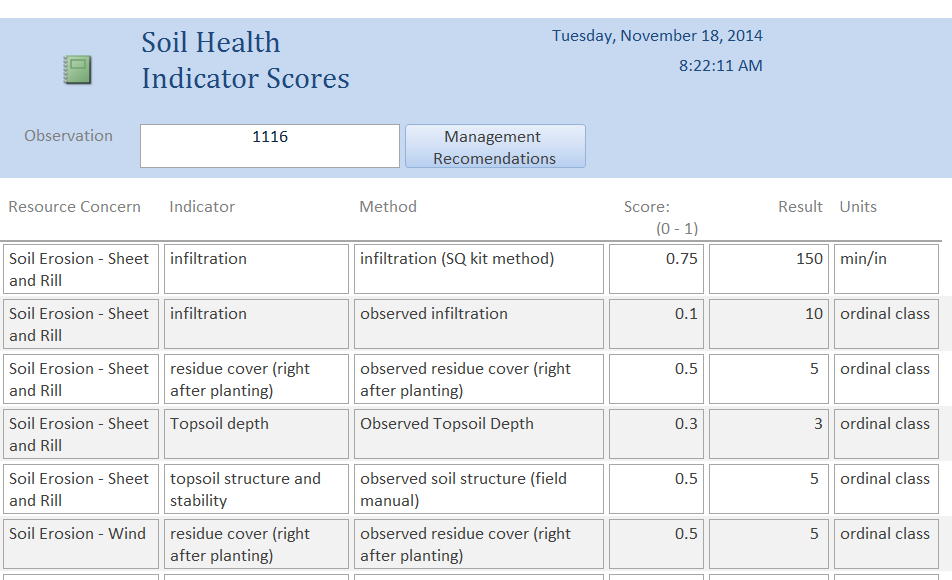 Soil Health
Indicator Scores
Tuesday, November 18, 2014
8:22:11 AM
Observation
1116
Management
Recomendations
Resource Concern Indicator Method Score: Result Units
(0 - 1)
Soil Erosion - Sheet infiltration infiltration (SQ kit method) 0.75 150 min/in
and Rill
Soil Erosion - Sheet infiltration observed infiltration 0.1 10 ordinal class
and Rill
Soil Erosion - Sheet residue cover (right observed residue cover (right 0.5 5 ordinal class
and Rill after planting) after planting)
Soil Erosion - Sheet Topsoil depth Observed Topsoil Depth 0.3 3 ordinal class
and Rill
Soil Erosion - Sheet topsoil structure and observed soil structure (field 0.5 5 ordinal class
and Rill stability manual)
Soil Erosion - Wind residue cover (right observed residue cover (right 0.5 5 ordinal class
after planting) after planting)